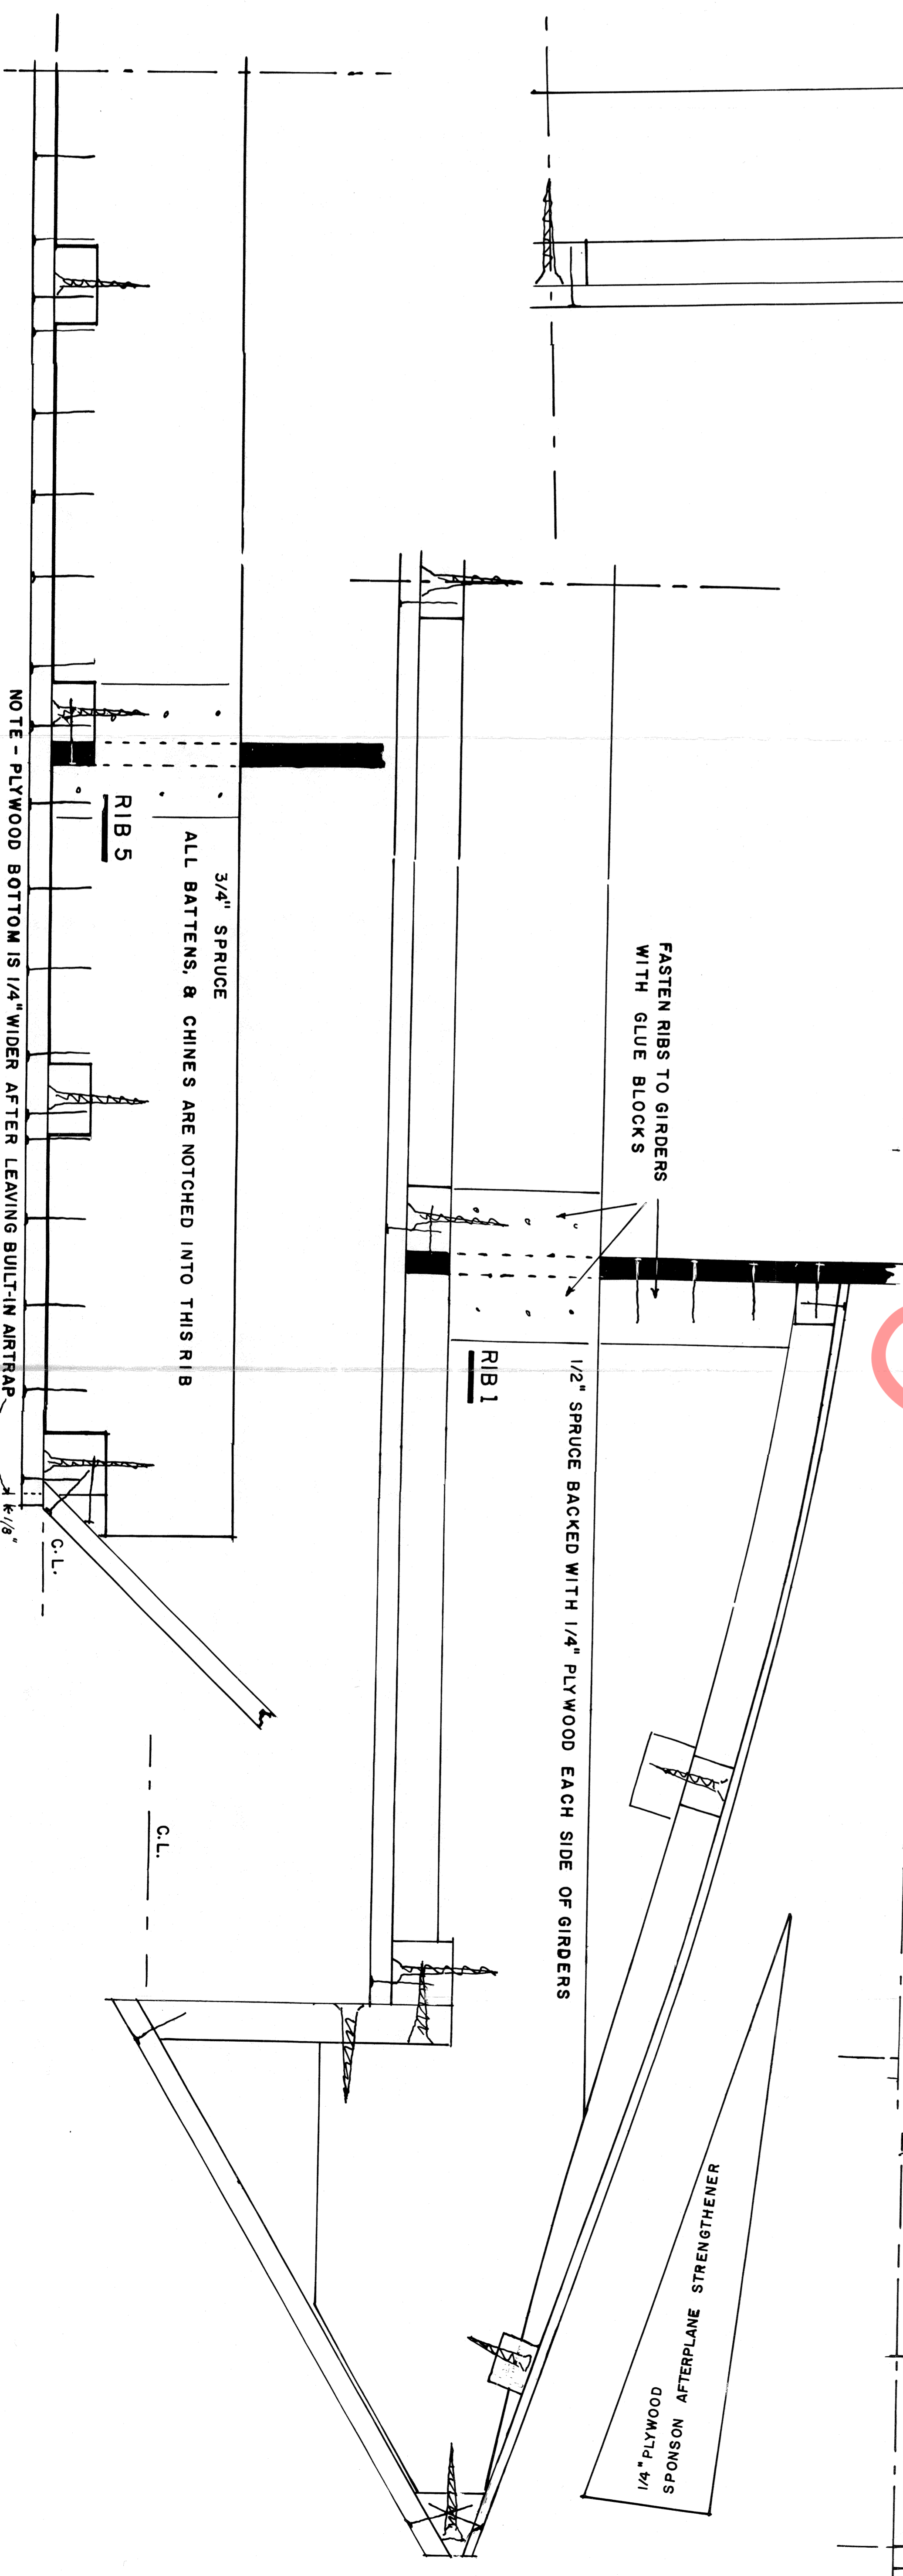 FASTEN RIBS TO GIRDERS
WITH GLUE BLOCKS
1/2" SPRUCE BACKED WITH 1/4" PLYWOOD EACH SIDE OF GIRDERS
RIB 1
1/4" PLYWOOD
SPONSON AFTERPLANE STRENGTHENER
3/4" SPRUCE
ALL BATTENS, & CHINES ARE NOTCHED INTO THIS RIB
RIB 5
C.L.
C.L.
NOTE - PLYWOOD BOTTOM IS 1/4" WIDER AFTER LEAVING BUILT-IN AIRTRAP
1/8"